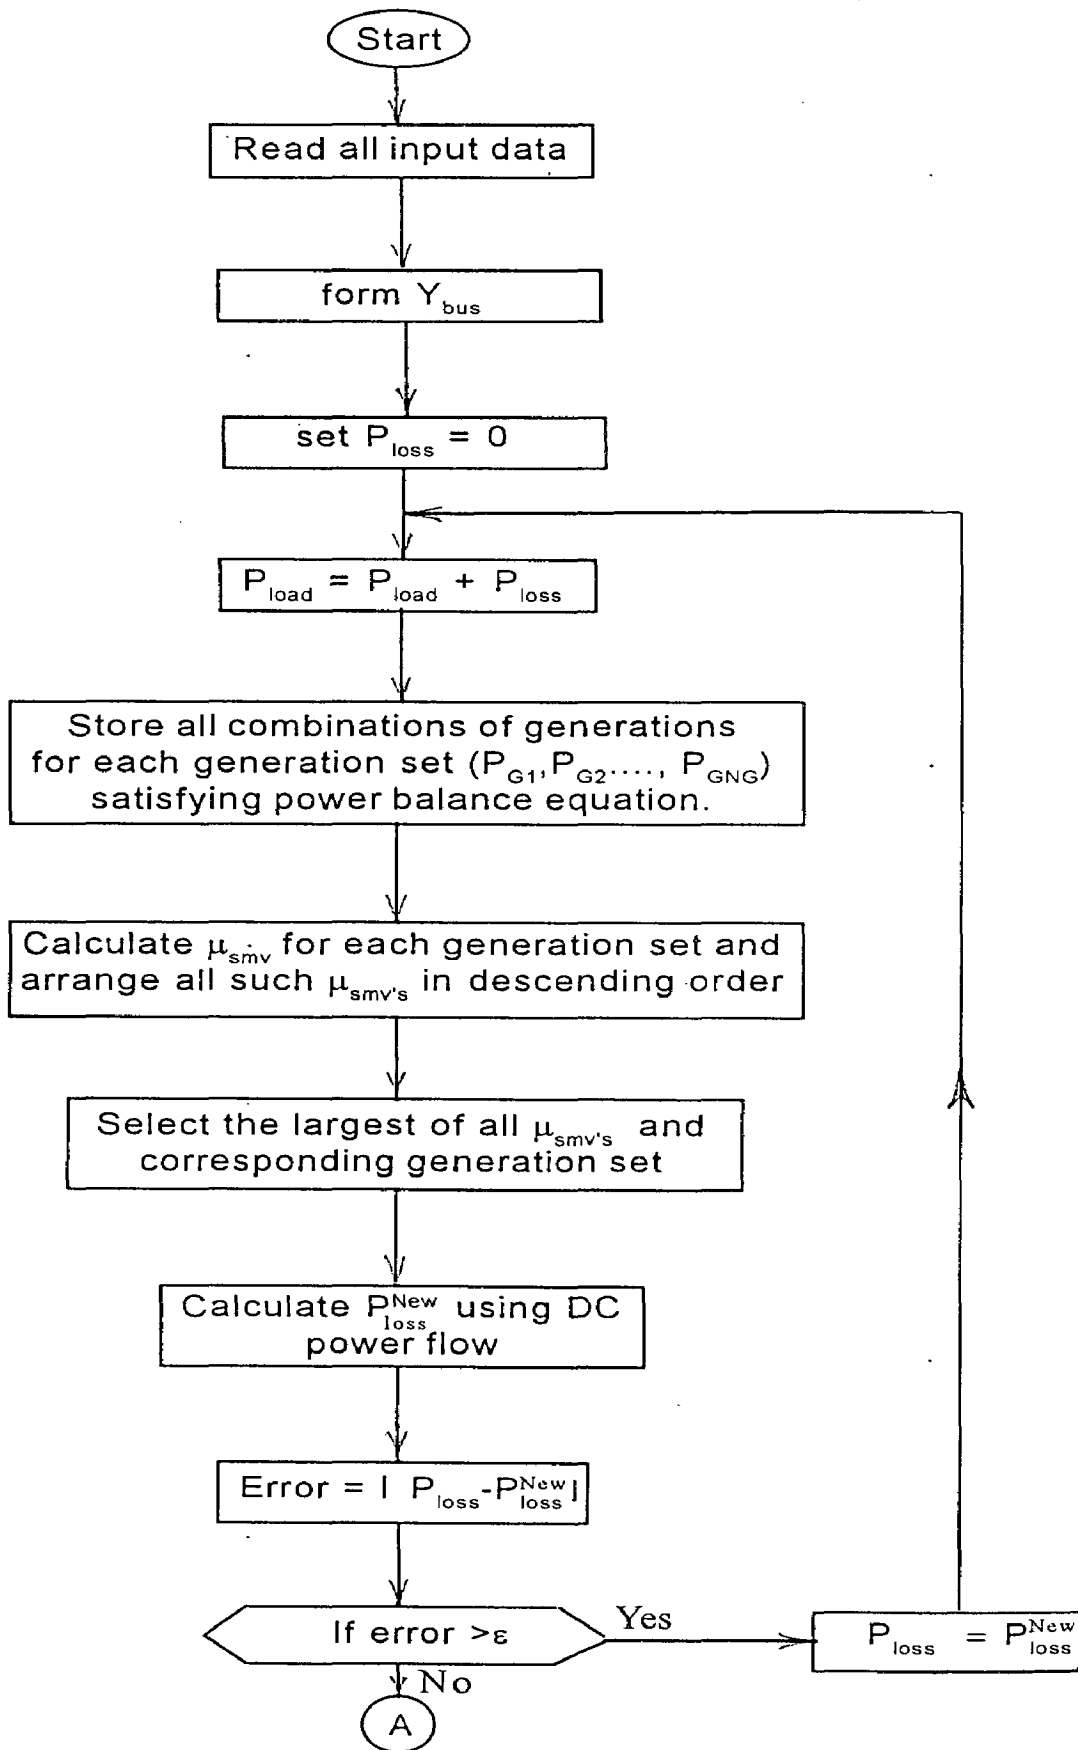 Start
Read all input data
form Y_bus
set P_loss = 0
P_load = P_load + P_loss
Store all combinations of generations
for each generation set (P_G1,P_G2...., P_GNG)
satisfying power balance equation.
Calculate μ_smv for each generation set and
arrange all such μ_smv's in descending order
Select the largest of all μ_smv's and
corresponding generation set
Calculate P_loss^New using DC
power flow
Error = | P_loss-P_loss^New|
If error >ε
Yes
P_loss = P_loss^New
No
A